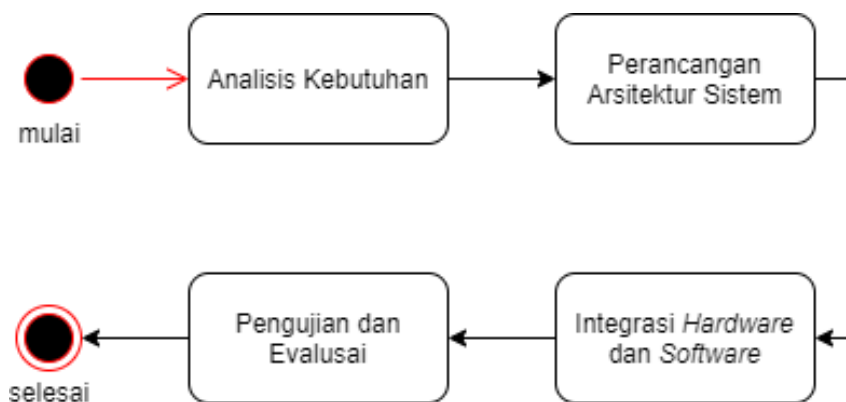 Analisis Kebutuhan
Perancangan
Arsitektur Sistem
mulai
Integrasi Hardware
dan Software
Pengujian dan
Evalusai
selesai